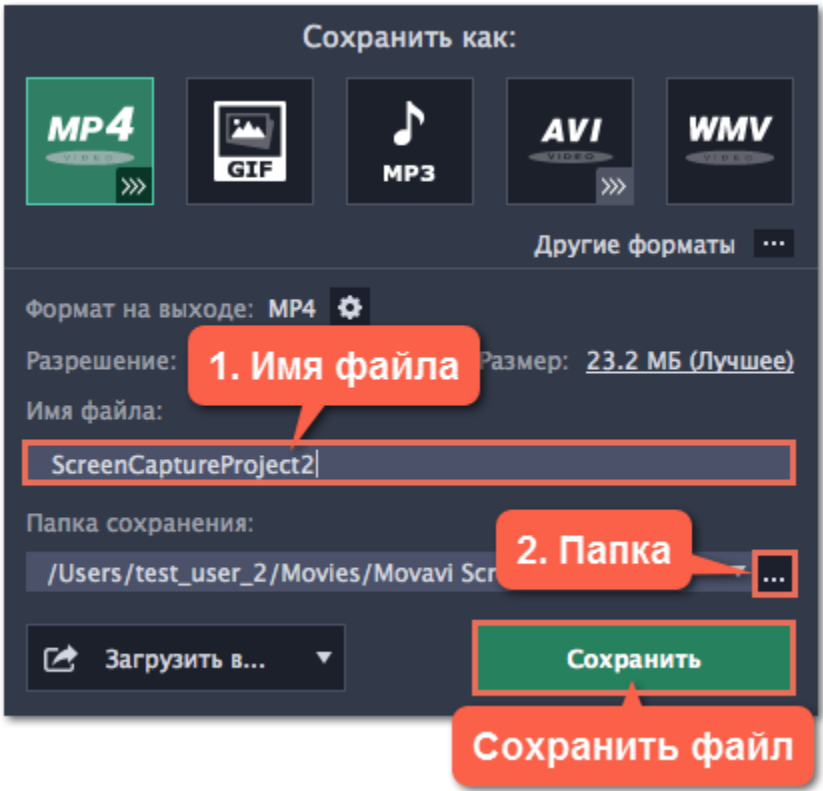 Сохранить как:
MP4
VIDEO
GIF
MP3
AVI
VIDEO
WMV
VIDEO
Другие форматы ...
Формат на выходе: MP4
Разрешение:
1. Имя файла
Размер: 23.2 МБ (Лучшее)
Имя файла:
ScreenCaptureProject2
Папка сохранения:
2. Папка
/Users/test_user_2/Movies/Movavi Scr
...
Загрузить в...
Сохранить
Сохранить файл